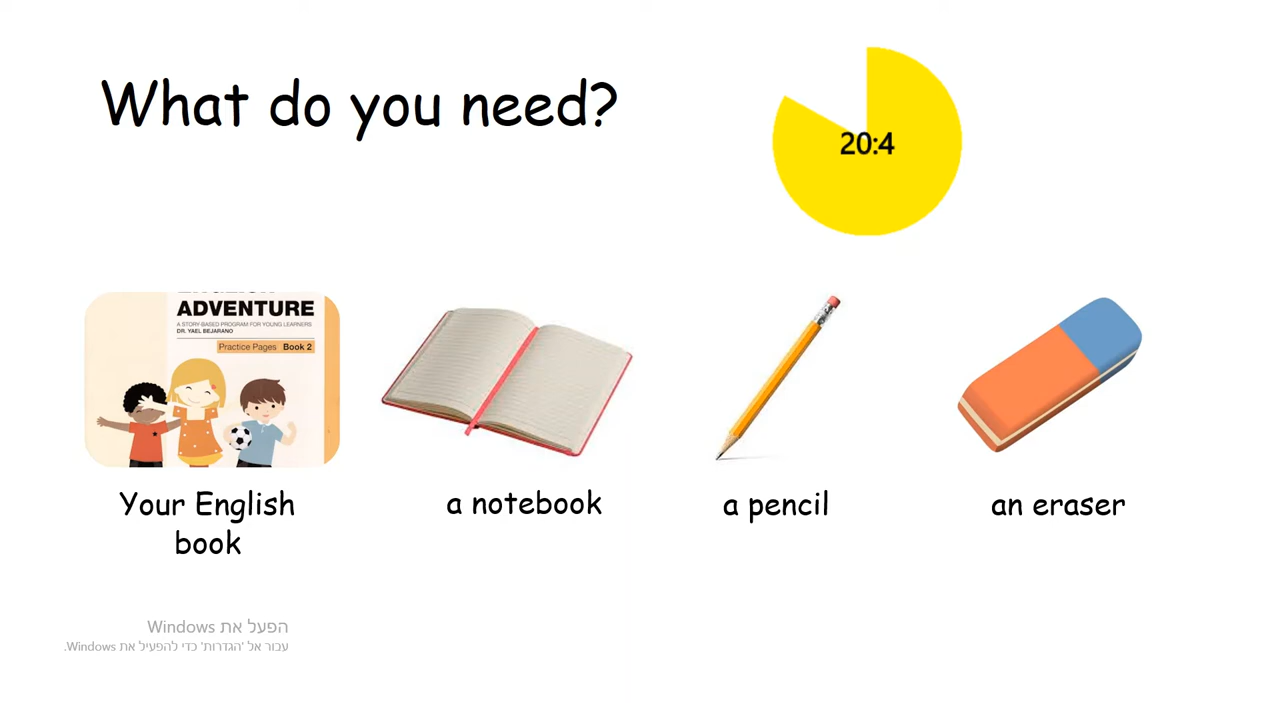 What do you need?
20:4
ADVENTURE
A STORY-BASED PROGRAM FOR YOUNG LEARNERS
DR. YAEL BEJARANO
Practice Pages Book 2
Your English
book
a notebook
a pencil
an eraser
הפעל את Windows
עבור אל 'הגדרות' כדי להפעיל את Windows.